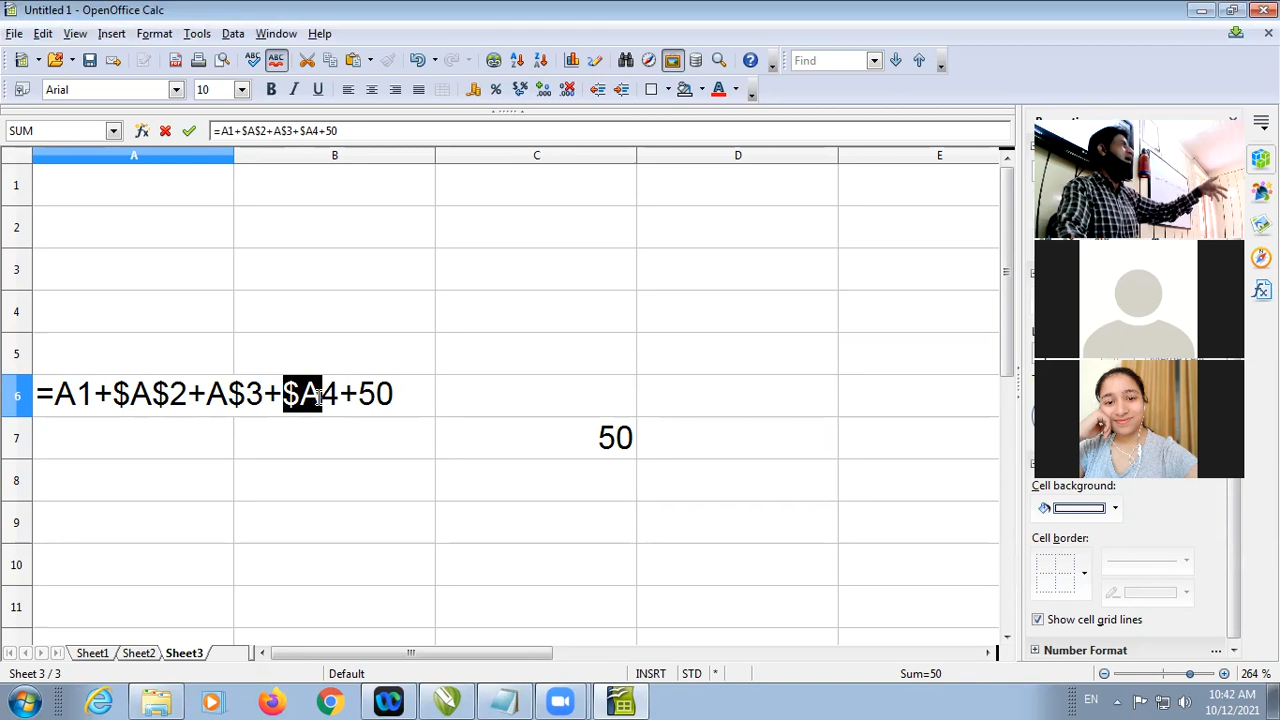 Untitled 1 - OpenOffice Calc
File Edit View Insert Format Tools Data Window Help
Find
Arial 10
SUM =A1+$A$2+A$3+$A4+50
A B C D E
1
2
3
4
5
6 =A1+$A$2+A$3+$A4+50
7 50
8
9
10
11
Cell background:
Cell border:
Show cell grid lines
Number Format
Sheet1 Sheet2 Sheet3
Sheet 3 / 3 Default INSRT STD * Sum=50 264 %
EN 10:42 AM
10/12/2021